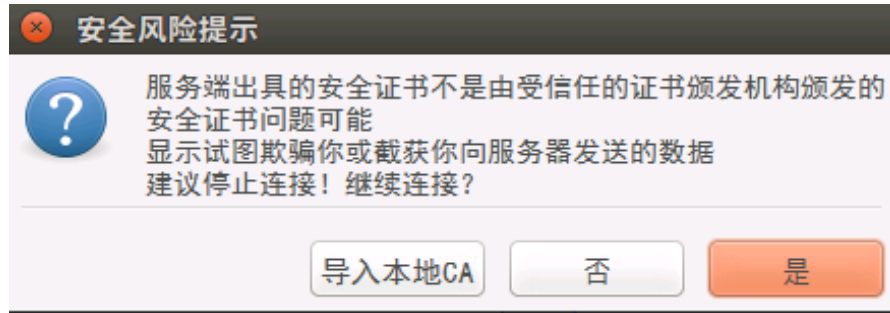 安全风险提示
服务端出具的安全证书不是由受信任的证书颁发机构颁发的
安全证书问题可能
显示试图欺骗你或截获你向服务器发送的数据
建议停止连接！继续连接？
导入本地CA 否 是